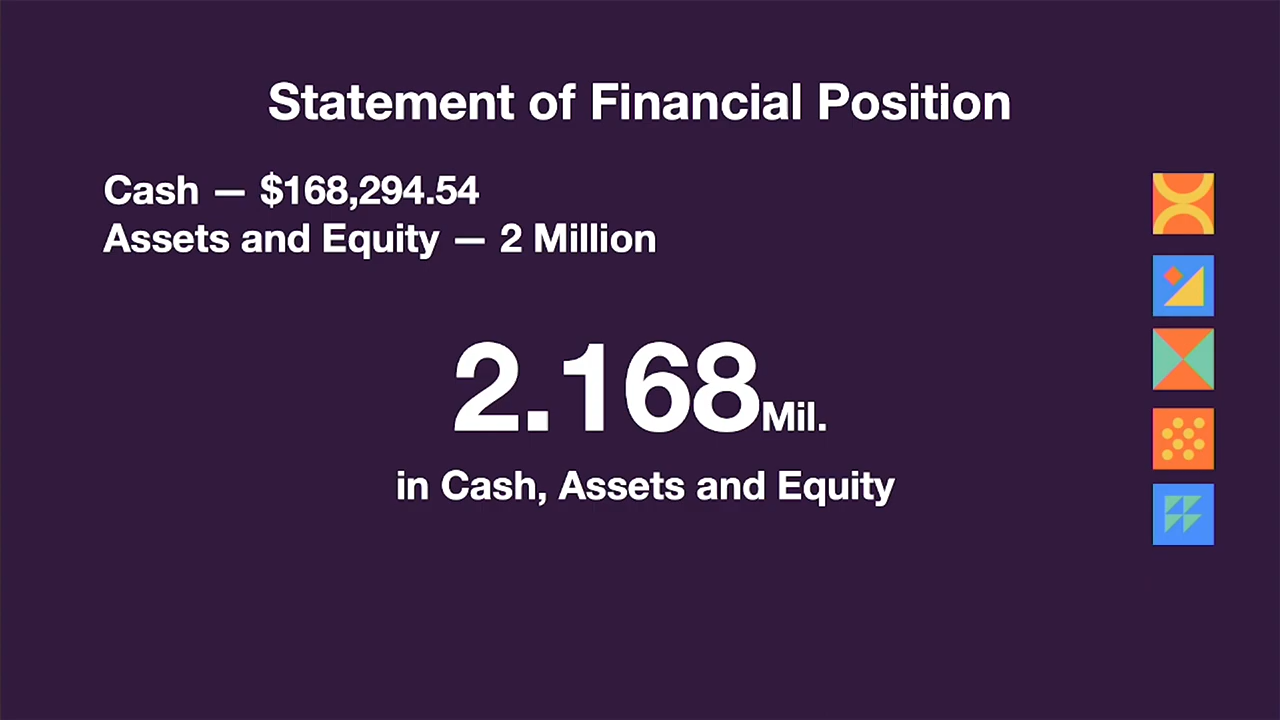 Statement of Financial Position
Cash — $168,294.54
Assets and Equity — 2 Million
2.168Mil.
in Cash, Assets and Equity